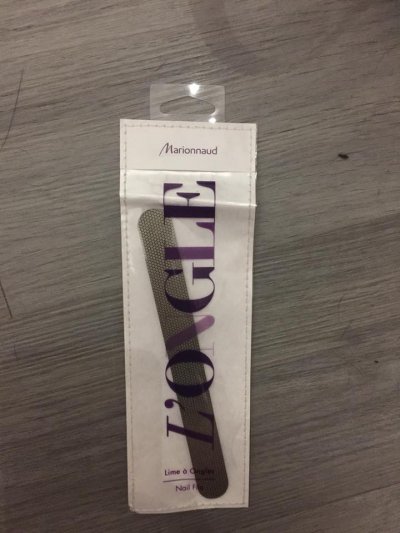 Marionnaud
L'ONGLE
Lime à Ongles
Nail File